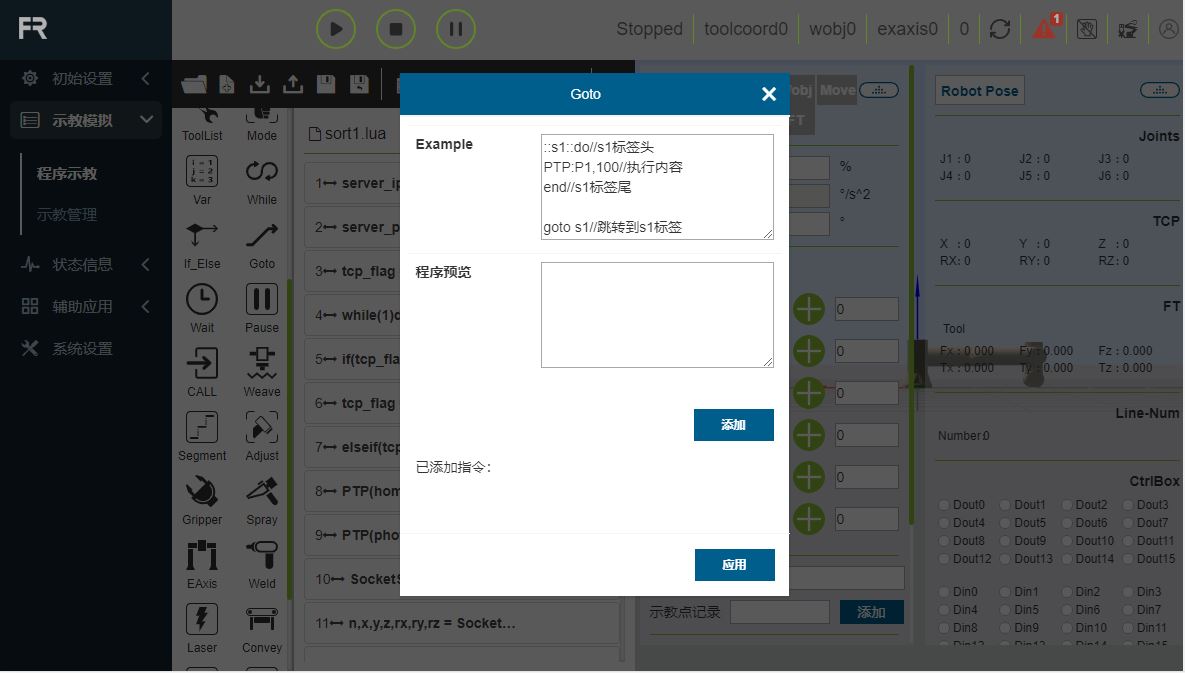 FR
Stopped
toolcoord0
wobj0
exaxis0
0
1
初始设置
示教模拟
程序示教
示教管理
状态信息
辅助应用
系统设置
ToolList
Mode
Var
While
If_Else
Goto
Wait
Pause
CALL
Weave
Segment
Adjust
Gripper
Spray
EAxis
Weld
Laser
Convey
sort1.lua
1 server_ip
2 server_p
3 tcp_flag
4 while(1)d
5 if(tcp_fla
6 tcp_flag
7 elseif(tcp
8 PTP(hom
9 PTP(pho
10 SocketS
11 n,x,y,z,rx,ry,rz = Socket…
Goto
Example
::s1::do//s1标签头
PTP:P1,100//执行内容
end//s1标签尾
goto s1//跳转到s1标签
程序预览
添加
已添加指令：
应用
obj
Move
FT
%
°/s^2
°
0
0
0
0
0
0
示教点记录
添加
Robot Pose
Joints
J1 : 0 J2 : 0 J3 : 0
J4 : 0 J5 : 0 J6 : 0
TCP
X : 0 Y : 0 Z : 0
RX: 0 RY: 0 RZ: 0
FT
Tool
Fx : 0.000 Fy : 0.000 Fz : 0.000
Tx : 0.000 Ty : 0.000 Tz : 0.000
Line-Num
Number:0
CtrlBox
Dout0 Dout1 Dout2 Dout3
Dout4 Dout5 Dout6 Dout7
Dout8 Dout9 Dout10 Dout11
Dout12 Dout13 Dout14 Dout15
Din0 Din1 Din2 Din3
Din4 Din5 Din6 Din7
Din8 Din9 Din10 Din11
Din12 Din13 Din14 Din15